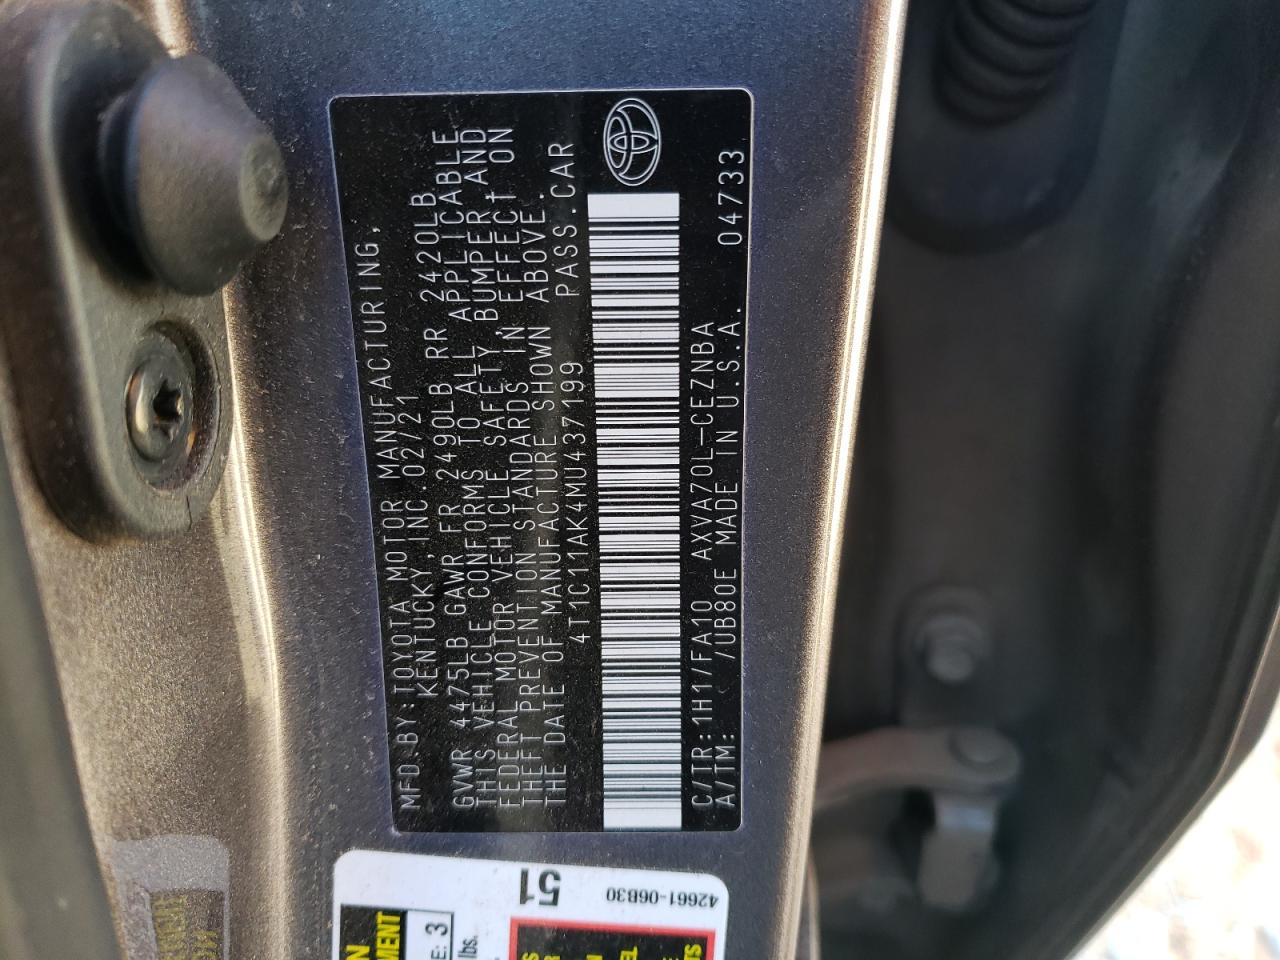 MFD.BY:TOYOTA MOTOR MANUFACTURING,
KENTUCKY, INC. 02/21
GVWR 4475LB GAWR FR 2490LB RR 2420LB
THIS VEHICLE CONFORMS TO ALL APPLICABLE
FEDERAL MOTOR VEHICLE SAFETY,BUMPER,AND
THEFT PREVENTION STANDARDS IN EFFECT ON
THE DATE OF MANUFACTURE SHOWN ABOVE.
4T1C11AK4MU437199 PASS.CAR
C/TR:1H1/FA10 AXVA70L-CEZNBA
A/TM: /UB80E MADE IN U.S.A. 04733
51
42661-06B30
E: 3
lbs.